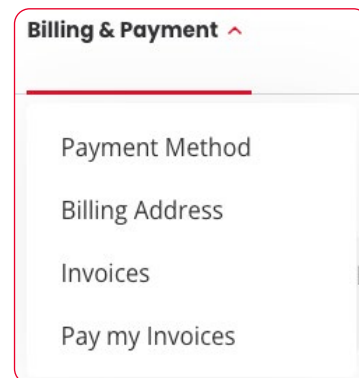 Billing & Payment
Payment Method
Billing Address
Invoices
Pay my Invoices